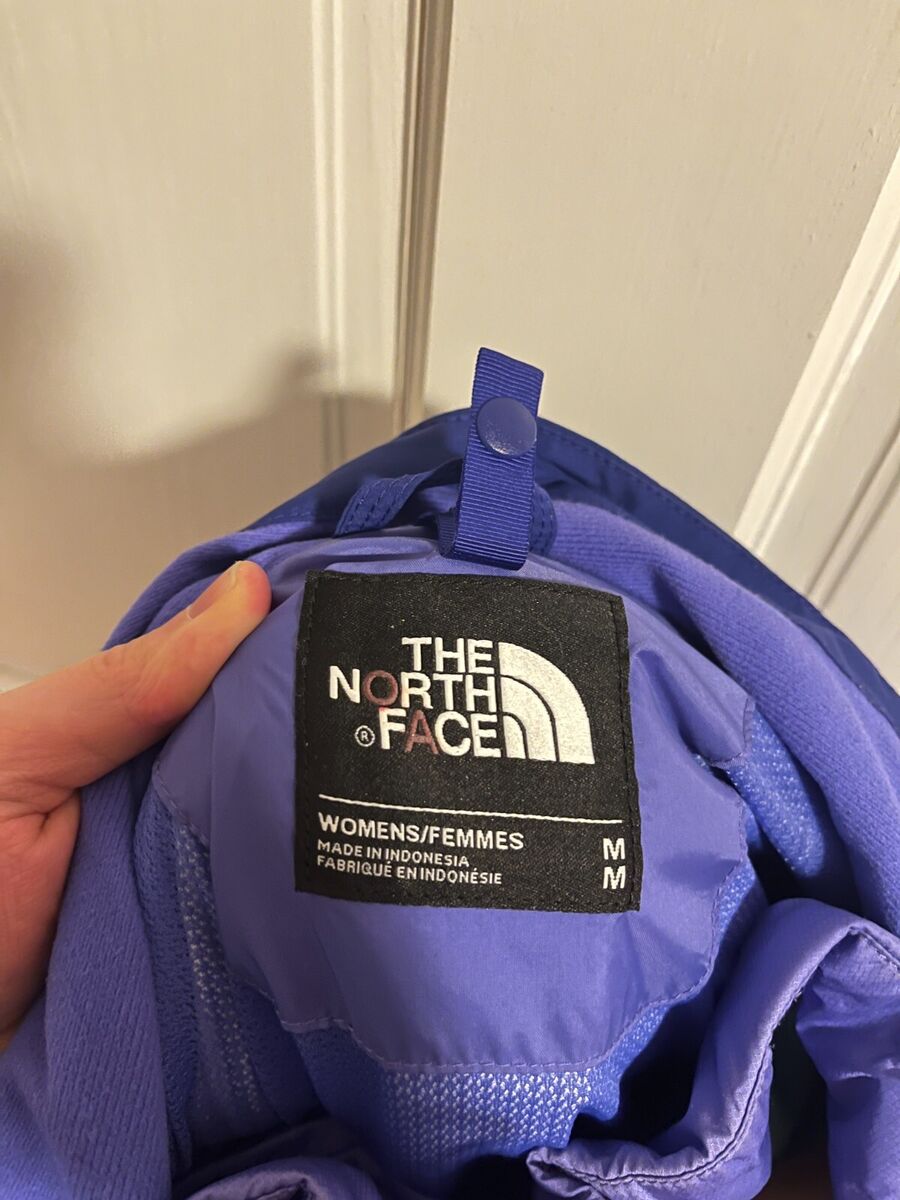 THE
NORTH
® FACE
WOMENS/FEMMES
MADE IN INDONESIA
FABRIQUÉ EN INDONÉSIE
M
M